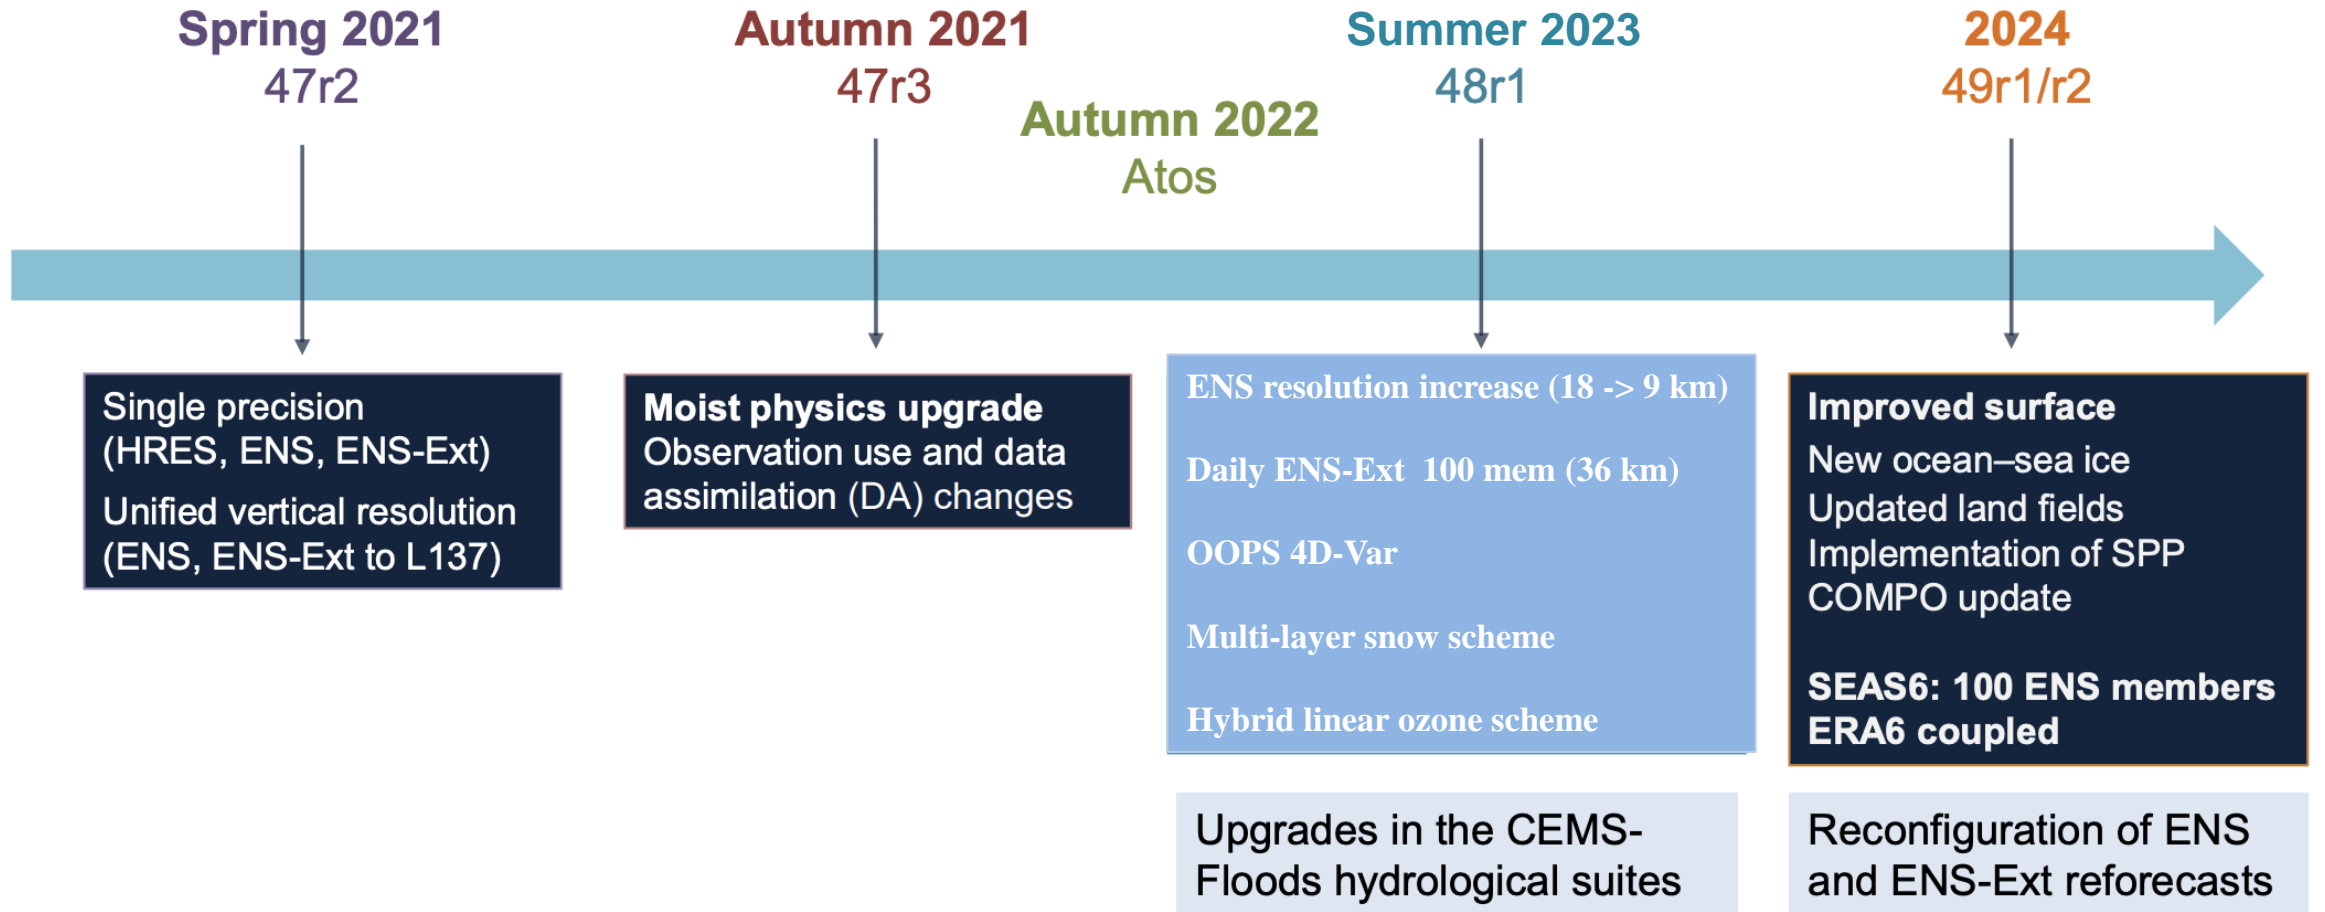 Spring 2021
47r2
Autumn 2021
47r3
Autumn 2022
Atos
Summer 2023
48r1
2024
49r1/r2
Single precision
(HRES, ENS, ENS-Ext)
Unified vertical resolution
(ENS, ENS-Ext to L137)
Moist physics upgrade
Observation use and data
assimilation (DA) changes
ENS resolution increase (18 -> 9 km)
Daily ENS-Ext 100 mem (36 km)
OOPS 4D-Var
Multi-layer snow scheme
Hybrid linear ozone scheme
Upgrades in the CEMS-
Floods hydrological suites
Improved surface
New ocean–sea ice
Updated land fields
Implementation of SPP
COMPO update
SEAS6: 100 ENS members
ERA6 coupled
Reconfiguration of ENS
and ENS-Ext reforecasts